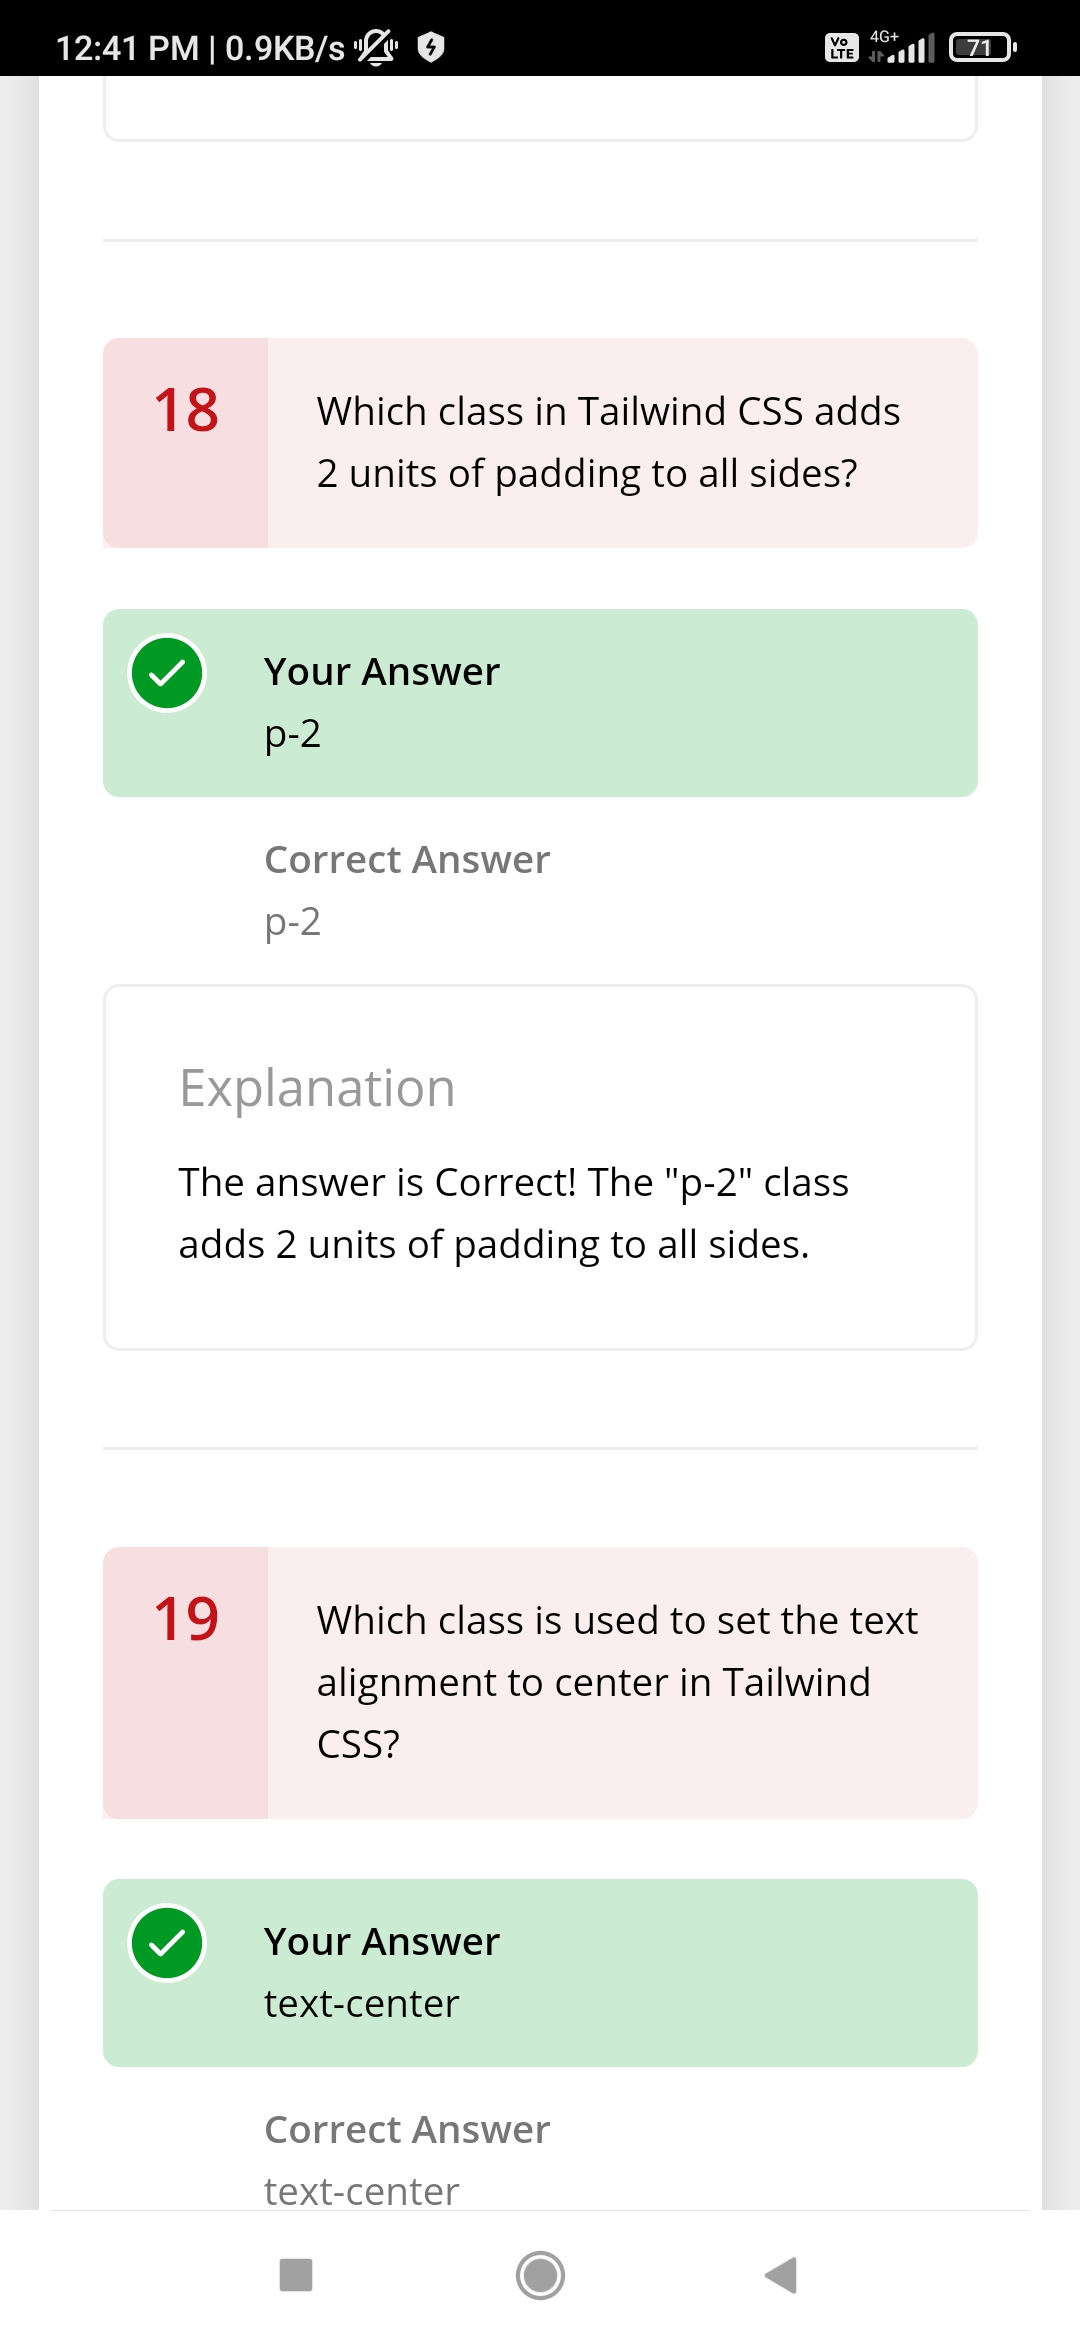 12:41 PM | 0.9KB/s Vo LTE 4G+ 71
18
Which class in Tailwind CSS adds
2 units of padding to all sides?
Your Answer
p-2
Correct Answer
p-2
Explanation
The answer is Correct! The "p-2" class
adds 2 units of padding to all sides.
19
Which class is used to set the text
alignment to center in Tailwind
CSS?
Your Answer
text-center
Correct Answer
text-center